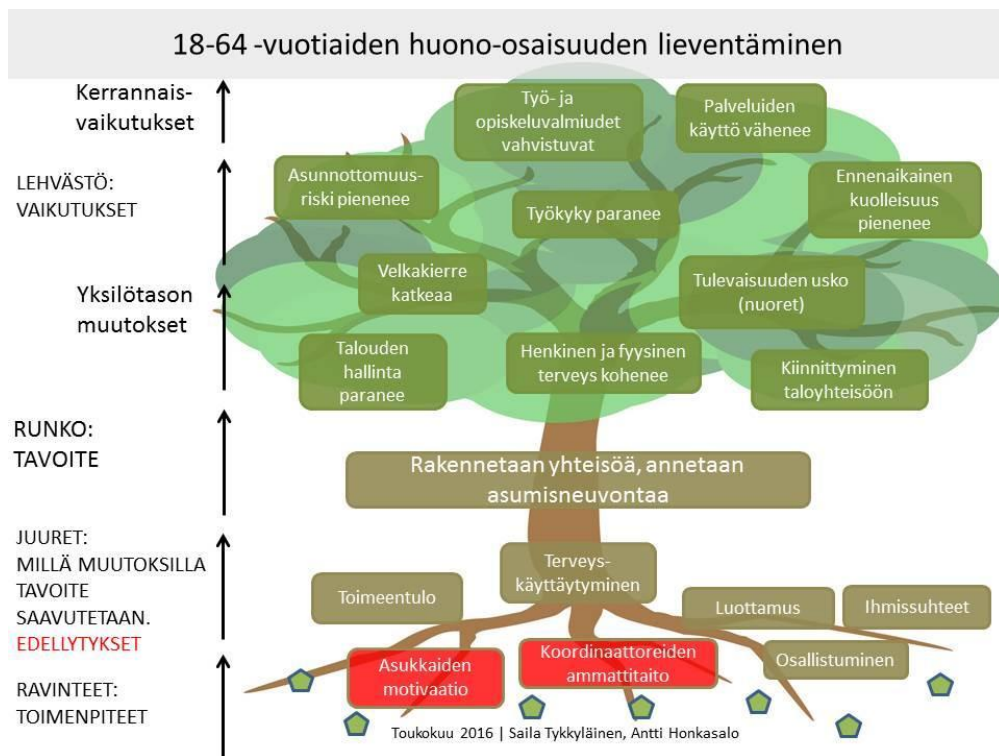 18-64 -vuotiaiden huono-osaisuuden lieventäminen
Kerrannais-
vaikutukset
Työ- ja
opiskeluvalmiudet
vahvistuvat
Palveluiden
käyttö vähenee
LEHVÄSTÖ:
VAIKUTUKSET
Asunnottomuus-
riski pienenee
Työkyky paranee
Ennenaikainen
kuolleisuus
pienenee
Yksilötason
muutokset
Velkakierre
katkeaa
Tulevaisuuden usko
(nuoret)
Talouden
hallinta
paranee
Henkinen ja fyysinen
terveys kohenee
Kiinnittyminen
taloyhteisöön
RUNKO:
TAVOITE
Rakennetaan yhteisöä, annetaan
asumisneuvontaa
JUURET:
MILLÄ MUUTOKSILLA
TAVOITE
SAAVUTETAAN.
EDELLYTYKSET
Toimeentulo
Terveys-
käyttäytyminen
Luottamus
Ihmissuhteet
Asukkaiden
motivaatio
Koordinaattoreiden
ammattitaito
Osallistuminen
RAVINTEET:
TOIMENPITEET
Toukokuu 2016 | Saila Tykkyläinen, Antti Honkasalo